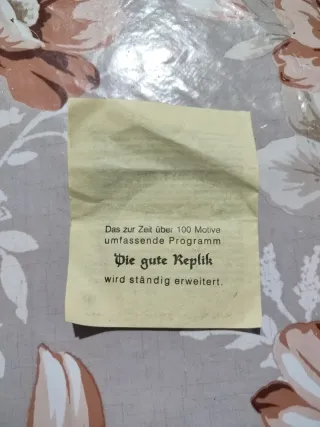 Das zur Zeit über 100 Motive
umfassende Programm
Die gute Replik
wird ständig erweitert.